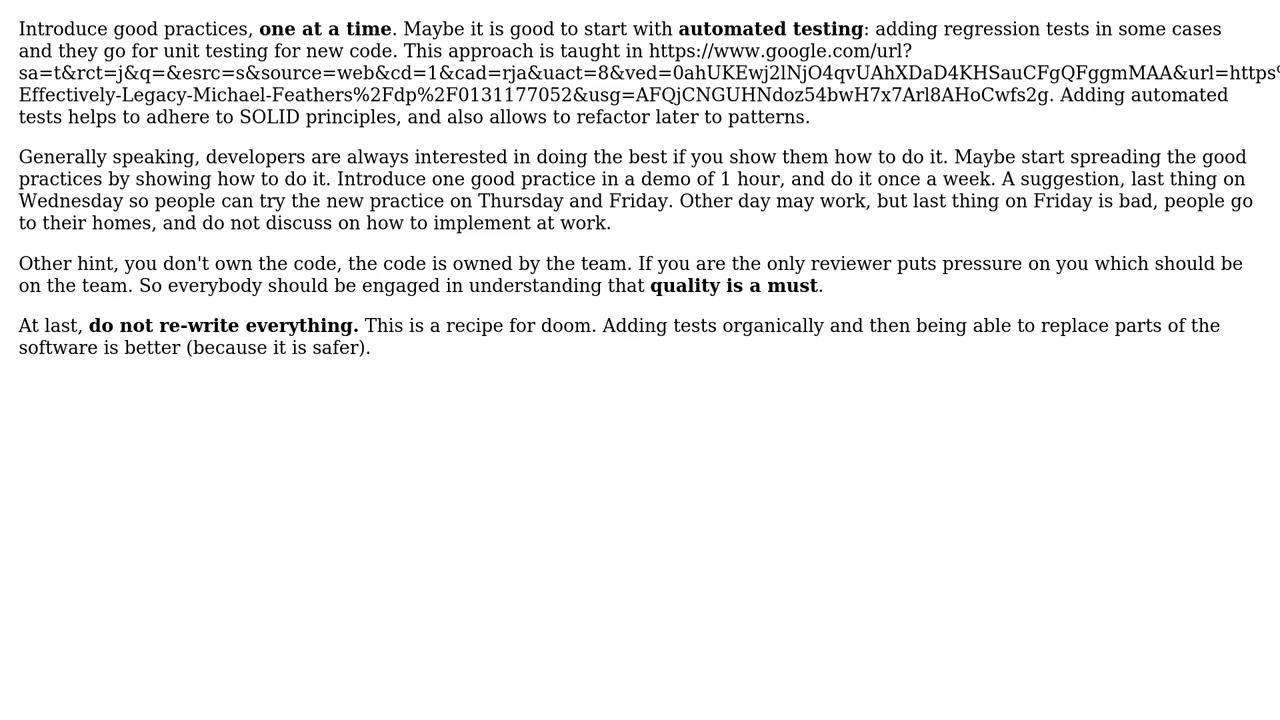 Introduce good practices, one at a time. Maybe it is good to start with automated testing: adding regression tests in some cases
and they go for unit testing for new code. This approach is taught in https://www.google.com/url?
sa=t&rct=j&q=&esrc=s&source=web&cd=1&cad=rja&uact=8&ved=0ahUKEwj2lNjO4qvUAhXDaD4KHSauCFgQFggmMAA&url=https%
Effectively-Legacy-Michael-Feathers%2Fdp%2F0131177052&usg=AFQjCNGUHNdoz54bwH7x7Arl8AHoCwfs2g. Adding automated
tests helps to adhere to SOLID principles, and also allows to refactor later to patterns.
Generally speaking, developers are always interested in doing the best if you show them how to do it. Maybe start spreading the good
practices by showing how to do it. Introduce one good practice in a demo of 1 hour, and do it once a week. A suggestion, last thing on
Wednesday so people can try the new practice on Thursday and Friday. Other day may work, but last thing on Friday is bad, people go
to their homes, and do not discuss on how to implement at work.
Other hint, you don't own the code, the code is owned by the team. If you are the only reviewer puts pressure on you which should be
on the team. So everybody should be engaged in understanding that quality is a must.
At last, do not re-write everything. This is a recipe for doom. Adding tests organically and then being able to replace parts of the
software is better (because it is safer).